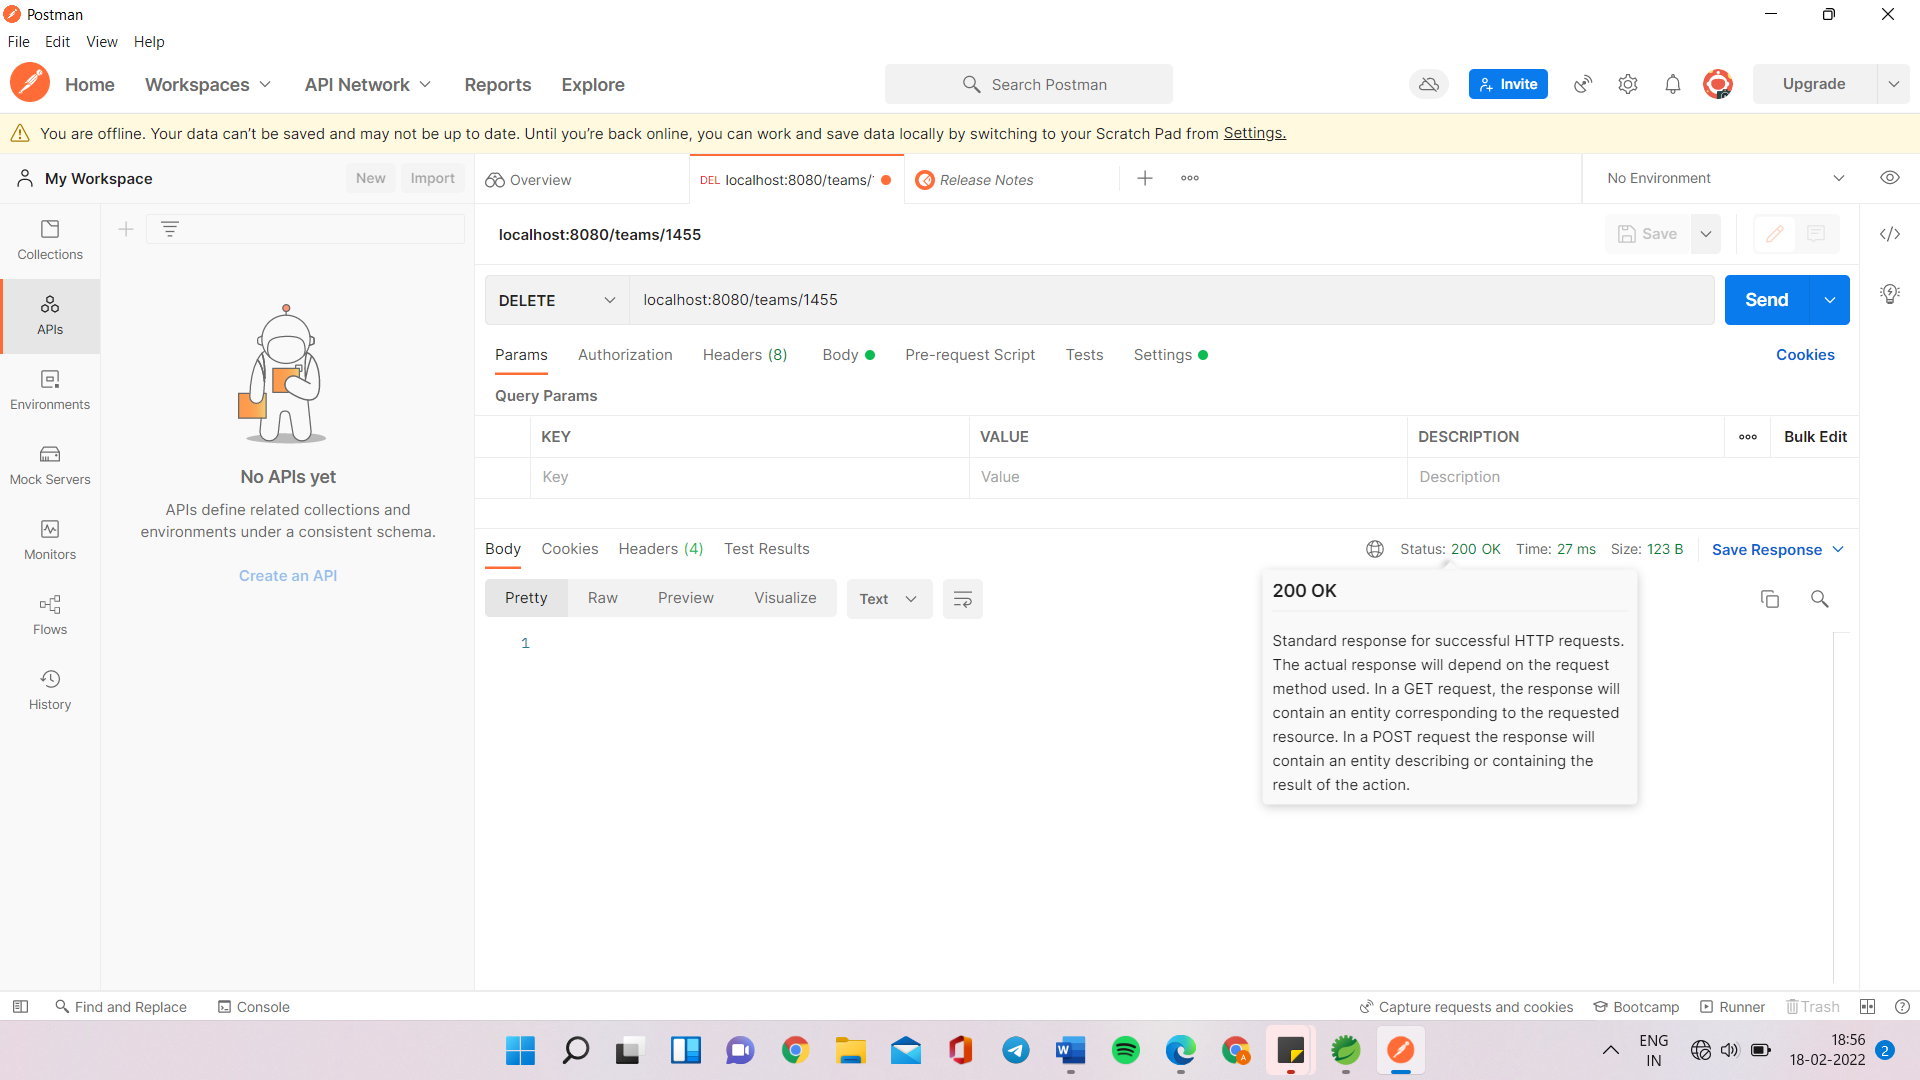 Postman
File Edit View Help
Home Workspaces API Network Reports Explore Search Postman Invite Upgrade
You are offline. Your data can't be saved and may not be up to date. Until you're back online, you can work and save data locally by switching to your Scratch Pad from Settings.
My Workspace New Import Overview DEL localhost:8080/teams/1 Release Notes No Environment
localhost:8080/teams/1455 Save
Collections
DELETE localhost:8080/teams/1455 Send
APIs
Params Authorization Headers (8) Body Pre-request Script Tests Settings Cookies
Environments
Query Params
KEY VALUE DESCRIPTION Bulk Edit
Key Value Description
Mock Servers
No APIs yet
APIs define related collections and
environments under a consistent schema.
Create an API
Monitors
Flows
History
Body Cookies Headers (4) Test Results Status: 200 OK Time: 27 ms Size: 123 B Save Response
Pretty Raw Preview Visualize Text
1
200 OK
Standard response for successful HTTP requests.
The actual response will depend on the request
method used. In a GET request, the response will
contain an entity corresponding to the requested
resource. In a POST request the response will
contain an entity describing or containing the
result of the action.
Find and Replace Console Capture requests and cookies Bootcamp Runner Trash
ENG
IN
18:56
18-02-2022
2